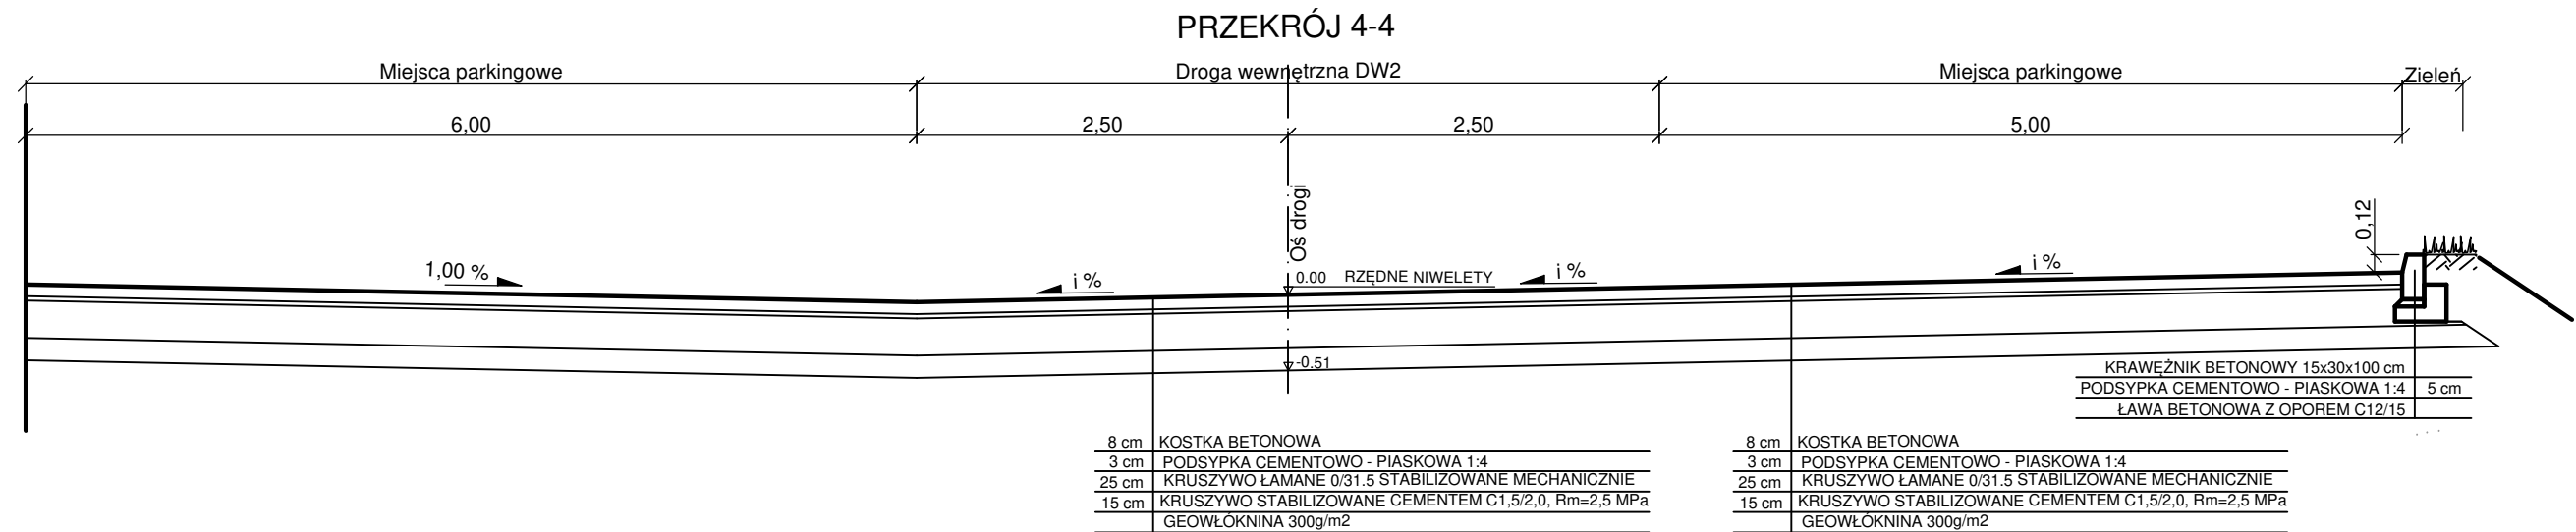 PRZEKRÓJ 4-4
Miejsca parkingowe Droga wewnętrzna DW2 Miejsca parkingowe Zieleń
6,00 2,50 2,50 5,00
Oś drogi
0,12
1,00 % i % 0.00 RZĘDNE NIWELETY i % i %
-0.51
KRAWĘŻNIK BETONOWY 15x30x100 cm
PODSYPKA CEMENTOWO - PIASKOWA 1:4 5 cm
ŁAWA BETONOWA Z OPOREM C12/15
8 cm KOSTKA BETONOWA
3 cm PODSYPKA CEMENTOWO - PIASKOWA 1:4
25 cm KRUSZYWO ŁAMANE 0/31.5 STABILIZOWANE MECHANICZNIE
15 cm KRUSZYWO STABILIZOWANE CEMENTEM C1,5/2,0, Rm=2,5 MPa
GEOWŁÓKNINA 300g/m2
8 cm KOSTKA BETONOWA
3 cm PODSYPKA CEMENTOWO - PIASKOWA 1:4
25 cm KRUSZYWO ŁAMANE 0/31.5 STABILIZOWANE MECHANICZNIE
15 cm KRUSZYWO STABILIZOWANE CEMENTEM C1,5/2,0, Rm=2,5 MPa
GEOWŁÓKNINA 300g/m2